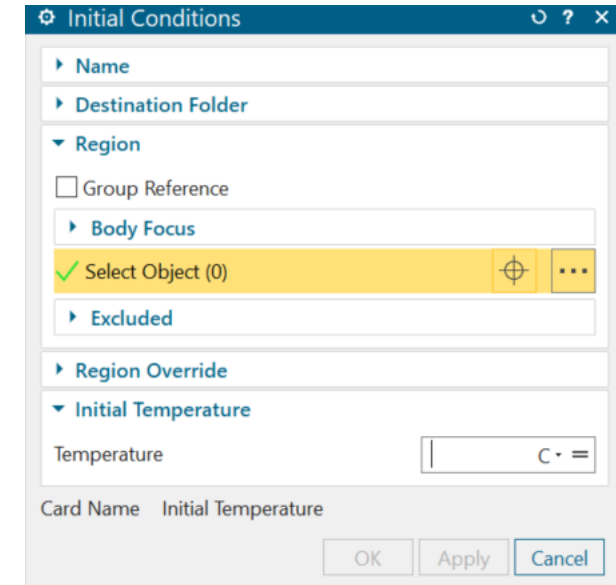 Initial Conditions
Name
Destination Folder
Region
Group Reference
Body Focus
Select Object (0)
Excluded
Region Override
Initial Temperature
Temperature C
Card Name Initial Temperature
OK Apply Cancel